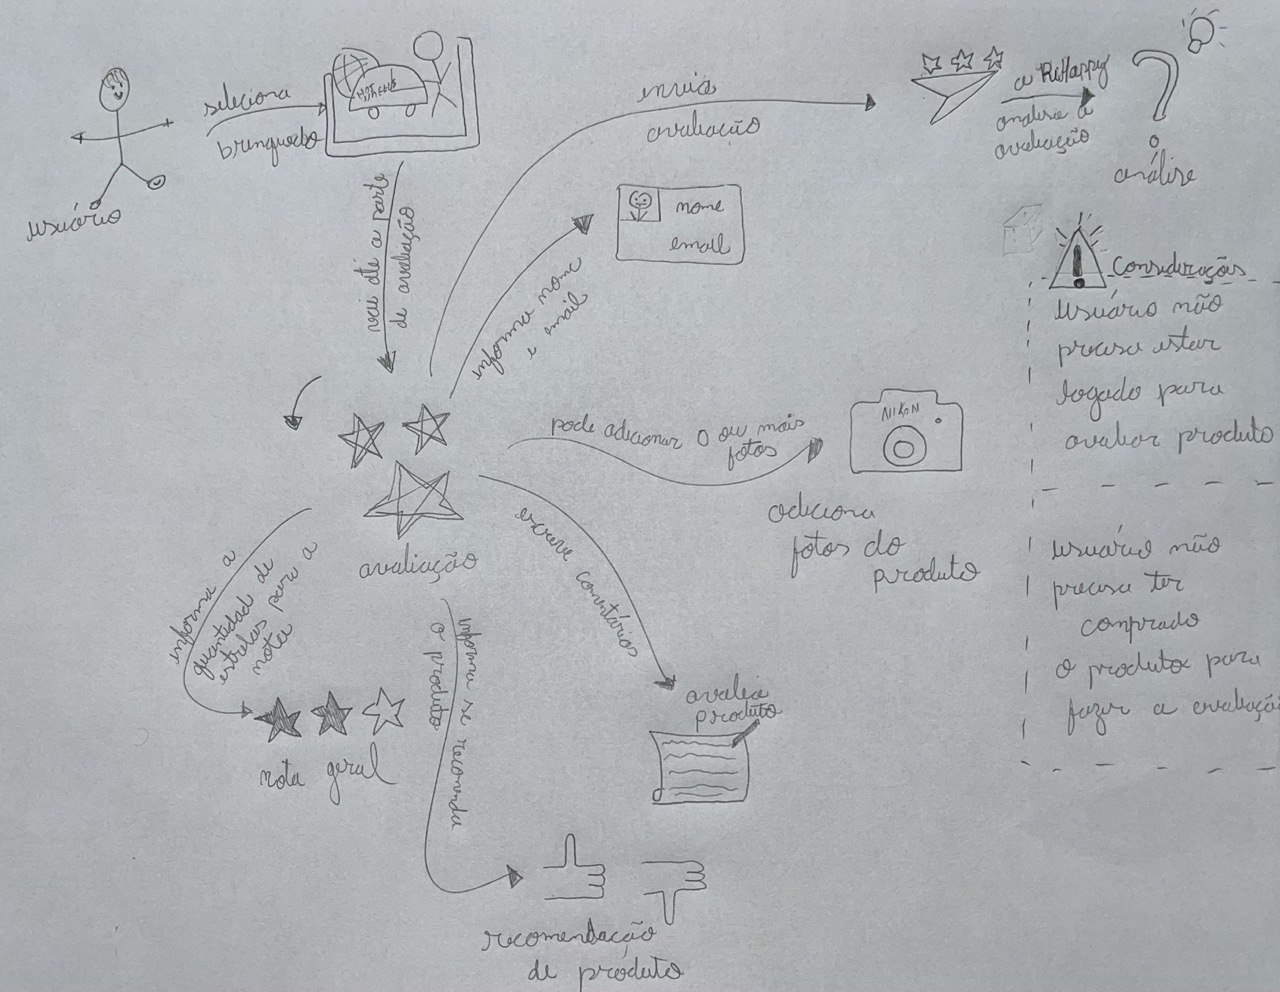 usuário
seleciona
brinquedo
vai até a parte
de avaliação
envia
avaliação
a RiHappy
analisa a
avaliação
análise
informa nome
e email
nome
email
pode adicionar 0 ou mais
fotos
NIKON
adiciona
fotos do
produto
escreve comentários
avalia
produto
avaliação
informa a
quantidad de
estrelas para a
nota
nota geral
informa se recomenda
o produto
recomendação
de produto
Considerações
usuário não
precisa estar
logado para
avaliar produto
usuário não
precisa ter
comprado
o produto para
fazer a avaliação